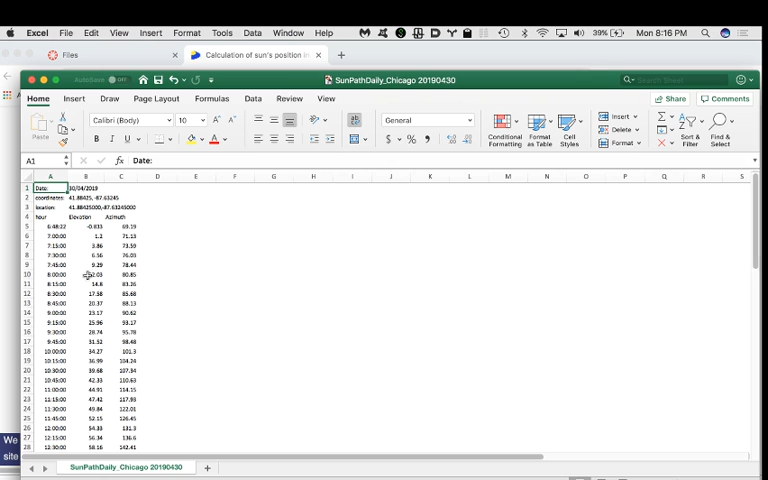 Excel File Edit View Insert Format Tools Data Window Help 39% Mon 8:16 PM
Files × Calculation of sun's position in × +
AutoSave OFF SunPathDaily_Chicago 20190430 Search Sheet
Home Insert Draw Page Layout Formulas Data Review View Share Comments
Paste Calibri (Body) 10 A^ A˅ ab General Conditional Formatting Format as Table Cell Styles Insert Delete Format Sort & Filter Find & Select
B I U A $ % ,
A1 fx Date:
A B C D E F G H I J K L M N O P Q R S
1 Date: 30/04/2019
2 coordinates: 41.88425, -87.63245
3 location: 41.88425000,-87.63245000
4 hour Elevation Azimuth
5 6:48:22 -0.833 69.19
6 7:00:00 1.2 71.13
7 7:15:00 3.86 73.59
8 7:30:00 6.56 76.03
9 7:45:00 9.29 78.44
10 8:00:00 2.03 80.85
11 8:15:00 14.8 83.26
12 8:30:00 17.58 85.68
13 8:45:00 20.37 88.13
14 9:00:00 23.17 90.62
15 9:15:00 25.96 93.17
16 9:30:00 28.74 95.78
17 9:45:00 31.52 98.48
18 10:00:00 34.27 101.3
19 10:15:00 36.99 104.24
20 10:30:00 39.68 107.34
21 10:45:00 42.33 110.63
22 11:00:00 44.91 114.15
23 11:15:00 47.42 117.93
24 11:30:00 49.84 122.01
25 11:45:00 52.15 126.45
26 12:00:00 54.33 131.3
27 12:15:00 56.34 136.6
28 12:30:00 58.16 142.41
We
site
SunPathDaily_Chicago 20190430 +